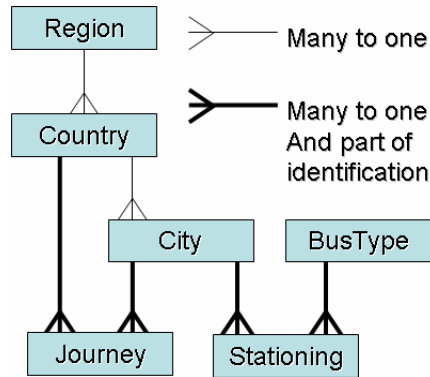 Region
Many to one
Many to one
And part of
identification
Country
City
BusType
Journey
Stationing